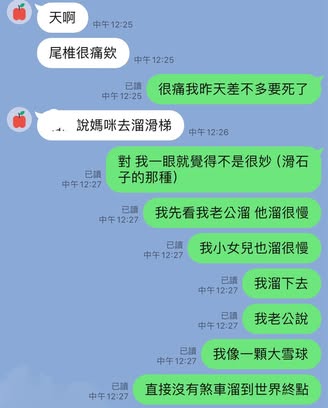 天啊
中午12:25
尾椎很痛欸
中午12:25
已讀
中午12:25
很痛我昨天差不多要死了
說媽咪去溜滑梯
中午12:26
對 我一眼就覺得不是很妙（滑石
子的那種）
已讀
中午12:27
我先看我老公溜 他溜很慢
已讀
中午12:27
我小女兒也溜很慢
已讀
中午12:27
我溜下去
已讀
中午12:27
我老公說
已讀
中午12:27
我像一顆大雪球
已讀
中午12:27
直接沒有煞車溜到世界終點
已讀
中午12:27